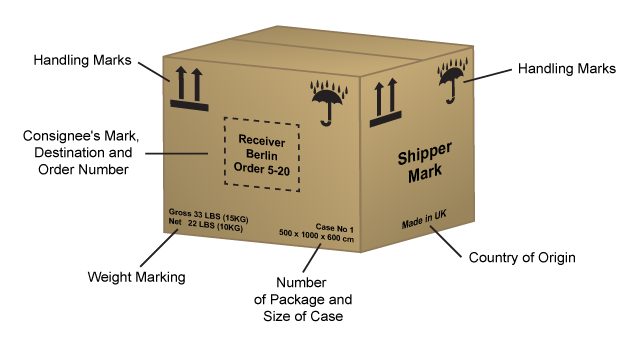 Handling Marks
Handling Marks
Consignee's Mark,
Destination and
Order Number
Receiver
Berlin
Order 5-20
Shipper
Mark
Gross 33 LBS (15KG)
Net 22 LBS (10KG)
Case No 1
500 x 1000 x 600 cm
Made in UK
Weight Marking
Number
of Package and
Size of Case
Country of Origin